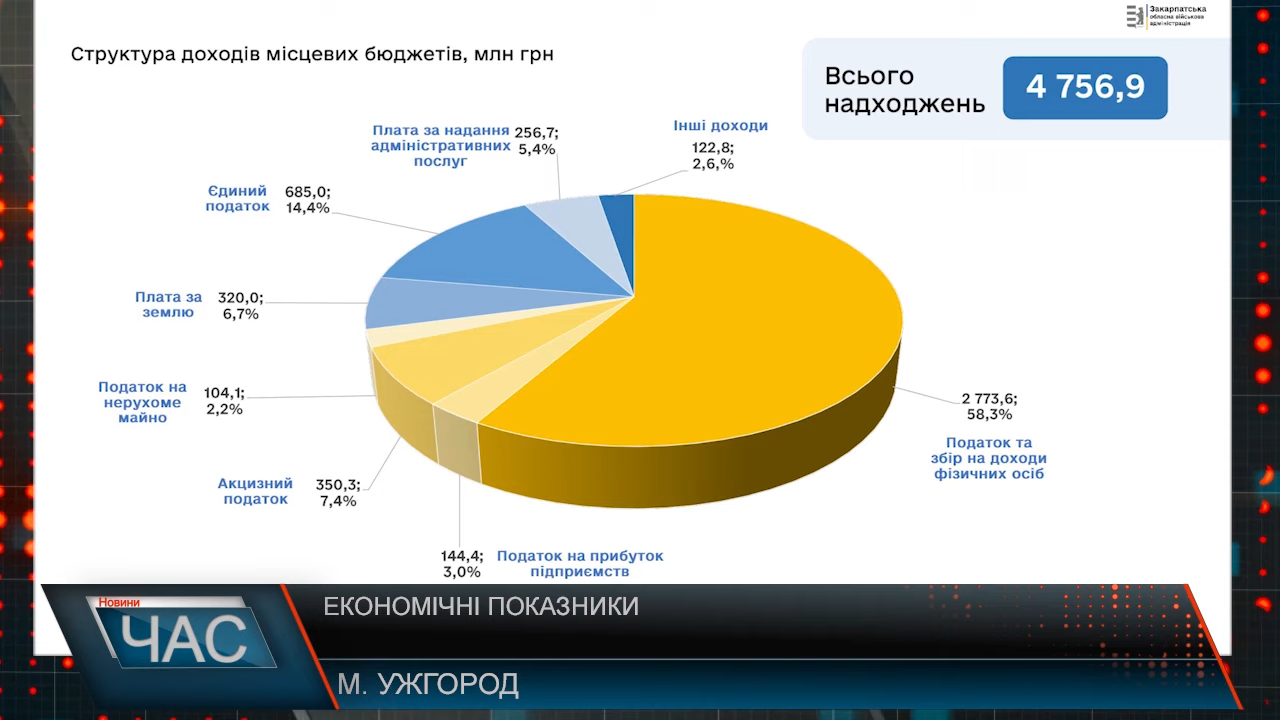 Закарпатська
обласна військова
адміністрація
Структура доходів місцевих бюджетів, млн грн
Всього
надходжень
4 756,9
Плата за надання
адміністративних
послуг
256,7;
5,4%
Інші доходи
122,8;
2,6,%
Єдиний
податок
685,0;
14,4%
Плата за
землю
320,0;
6,7%
Податок на
нерухоме
майно
104,1;
2,2%
2 773,6;
58,3%
Податок та
збір на доходи
фізичних осіб
Акцизний
податок
350,3;
7,4%
144,4;
3,0%
Податок на прибуток
підприємств
Новини
ЧАС
ЕКОНОМІЧНІ ПОКАЗНИКИ
М. УЖГОРОД